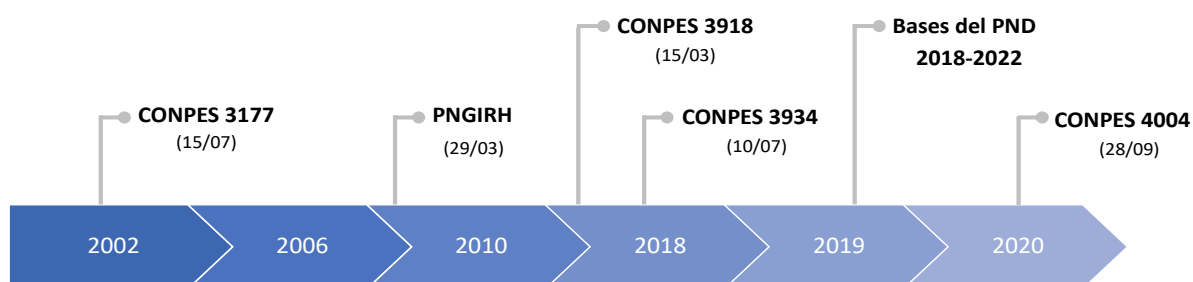 CONPES 3918
(15/03)
Bases del PND
2018-2022
CONPES 3177
(15/07)
PNGIRH
(29/03)
CONPES 3934
(10/07)
CONPES 4004
(28/09)
2002
2006
2010
2018
2019
2020